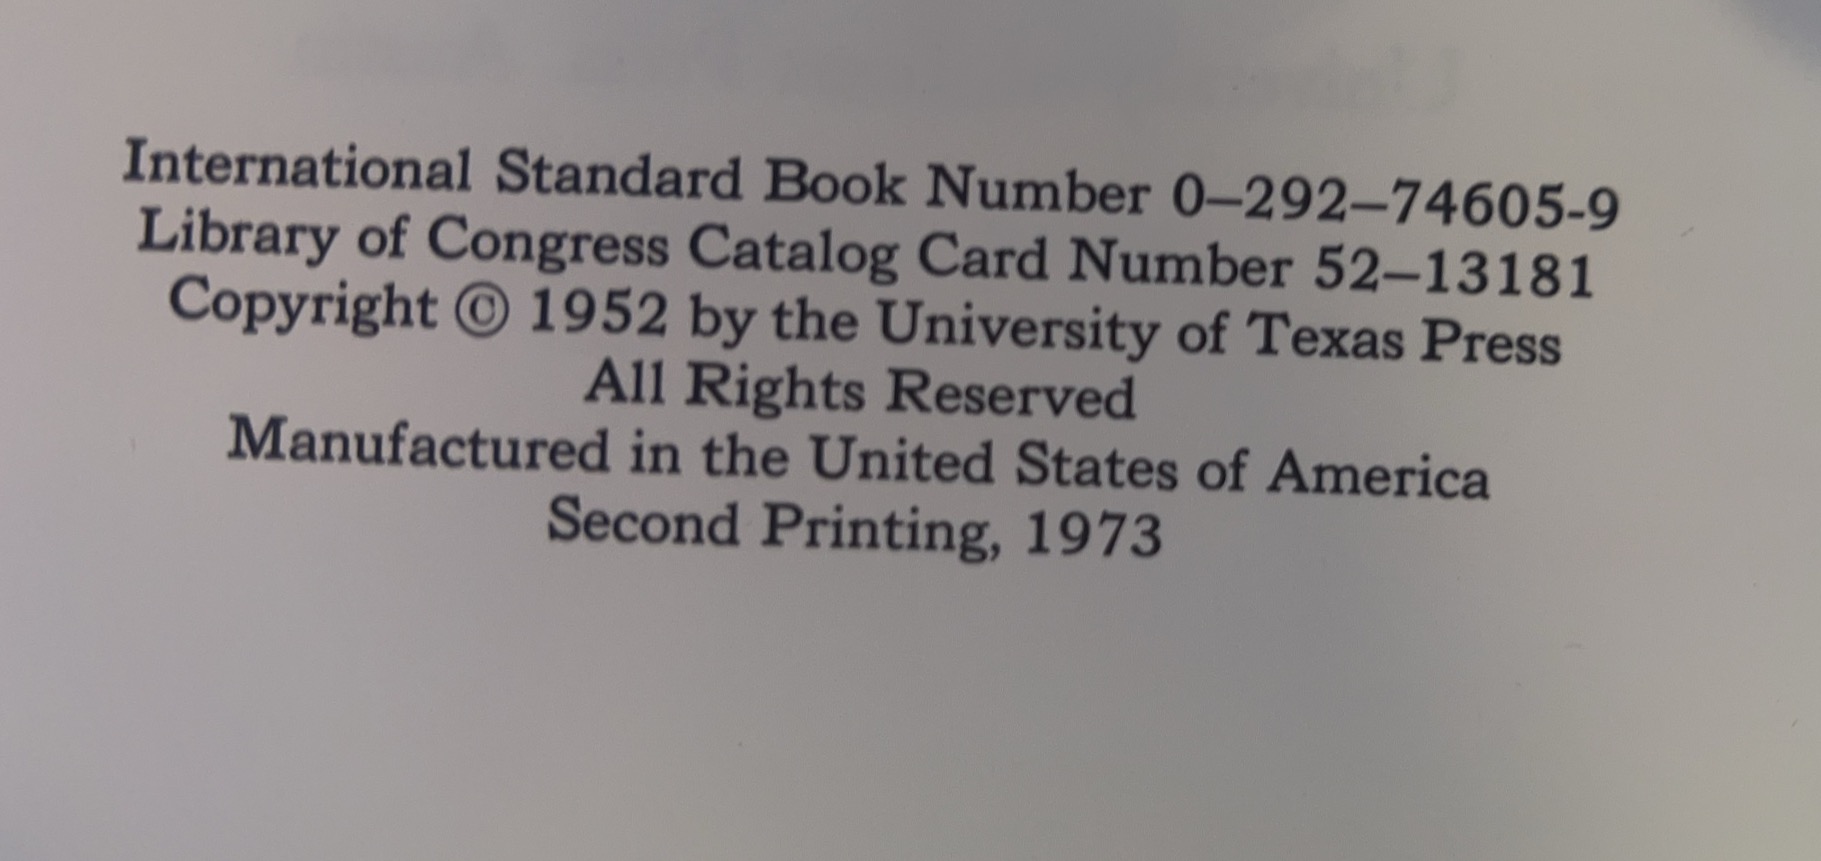 International Standard Book Number 0–292–74605-9
Library of Congress Catalog Card Number 52–13181
Copyright © 1952 by the University of Texas Press
All Rights Reserved
Manufactured in the United States of America
Second Printing, 1973